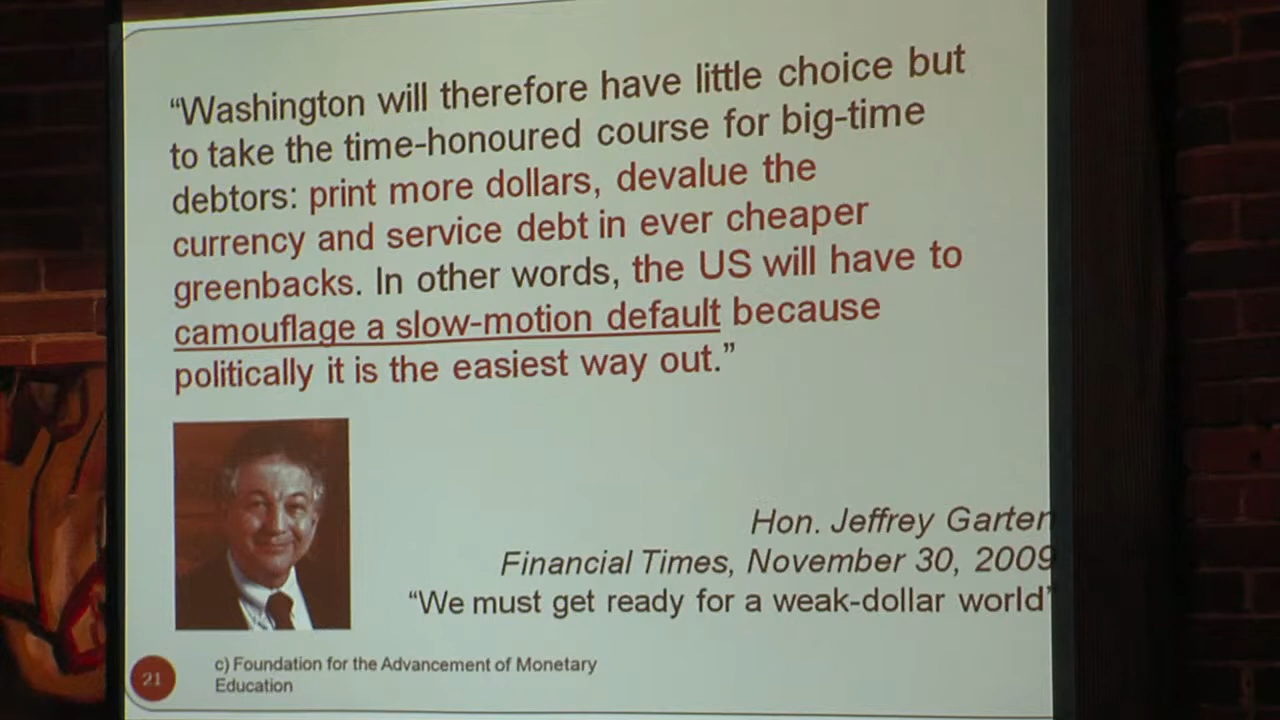 “Washington will therefore have little choice but
to take the time-honoured course for big-time
debtors: print more dollars, devalue the
currency and service debt in ever cheaper
greenbacks. In other words, the US will have to
camouflage a slow-motion default because
politically it is the easiest way out.”
Hon. Jeffrey Garten
Financial Times, November 30, 2009
“We must get ready for a weak-dollar world”
21
c) Foundation for the Advancement of Monetary
Education